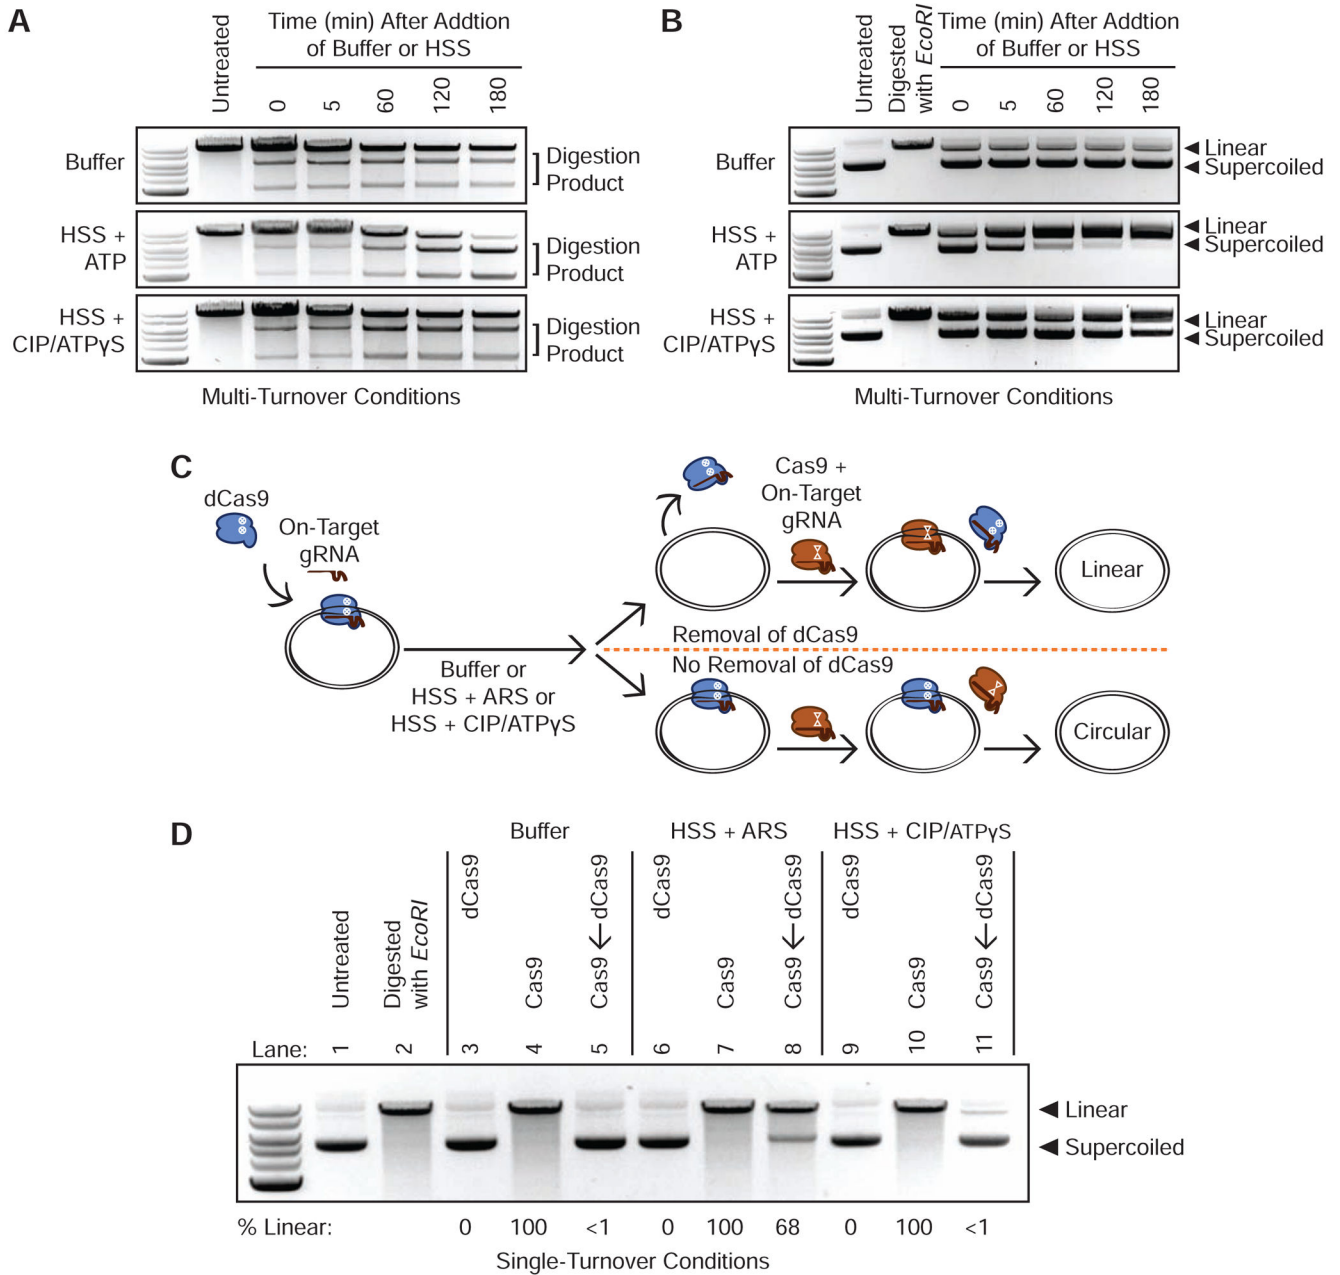 A
Time (min) After Addtion
of Buffer or HSS
Untreated
0
5
60
120
180
Buffer
Digestion
Product
HSS +
ATP
Digestion
Product
HSS +
CIP/ATPγS
Digestion
Product
Multi-Turnover Conditions
B
Time (min) After Addtion
of Buffer or HSS
Untreated
Digested
with EcoRI
0
5
60
120
180
Buffer
Linear
Supercoiled
HSS +
ATP
Linear
Supercoiled
HSS +
CIP/ATPγS
Linear
Supercoiled
Multi-Turnover Conditions
C
dCas9
On-Target
gRNA
Buffer or
HSS + ARS or
HSS + CIP/ATPγS
Cas9 +
On-Target
gRNA
Linear
Removal of dCas9
No Removal of dCas9
Circular
D
Buffer
HSS + ARS
HSS + CIP/ATPγS
Untreated
Digested
with EcoRI
dCas9
Cas9
Cas9 ← dCas9
dCas9
Cas9
Cas9 ← dCas9
dCas9
Cas9
Cas9 ← dCas9
Lane: 1 2 3 4 5 6 7 8 9 10 11
Linear
Supercoiled
% Linear: 0 100 <1 0 100 68 0 100 <1
Single-Turnover Conditions